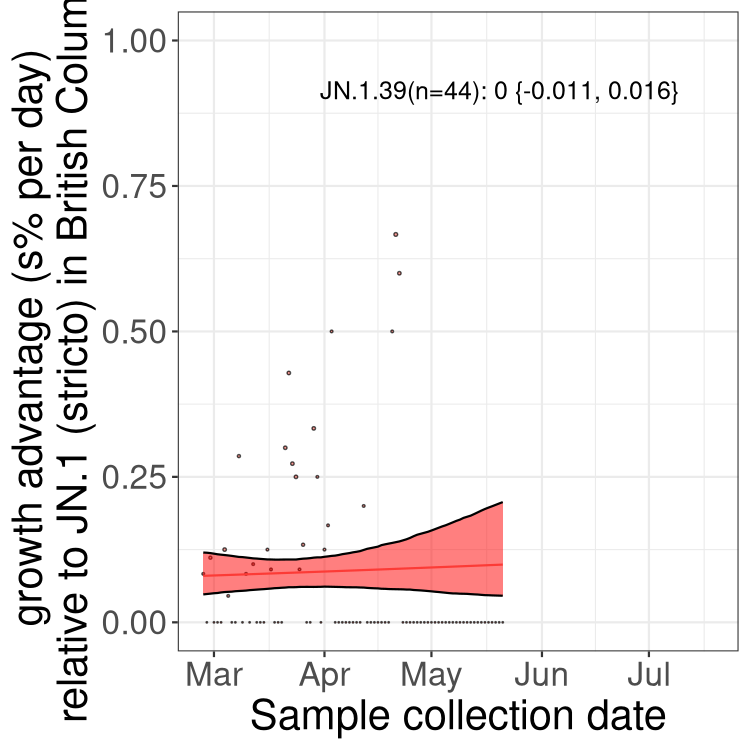 growth advantage (s% per day)
relative to JN.1 (stricto) in British Colum
1.00
0.75
0.50
0.25
0.00
JN.1.39(n=44): 0 {-0.011, 0.016}
Mar Apr May Jun Jul
Sample collection date